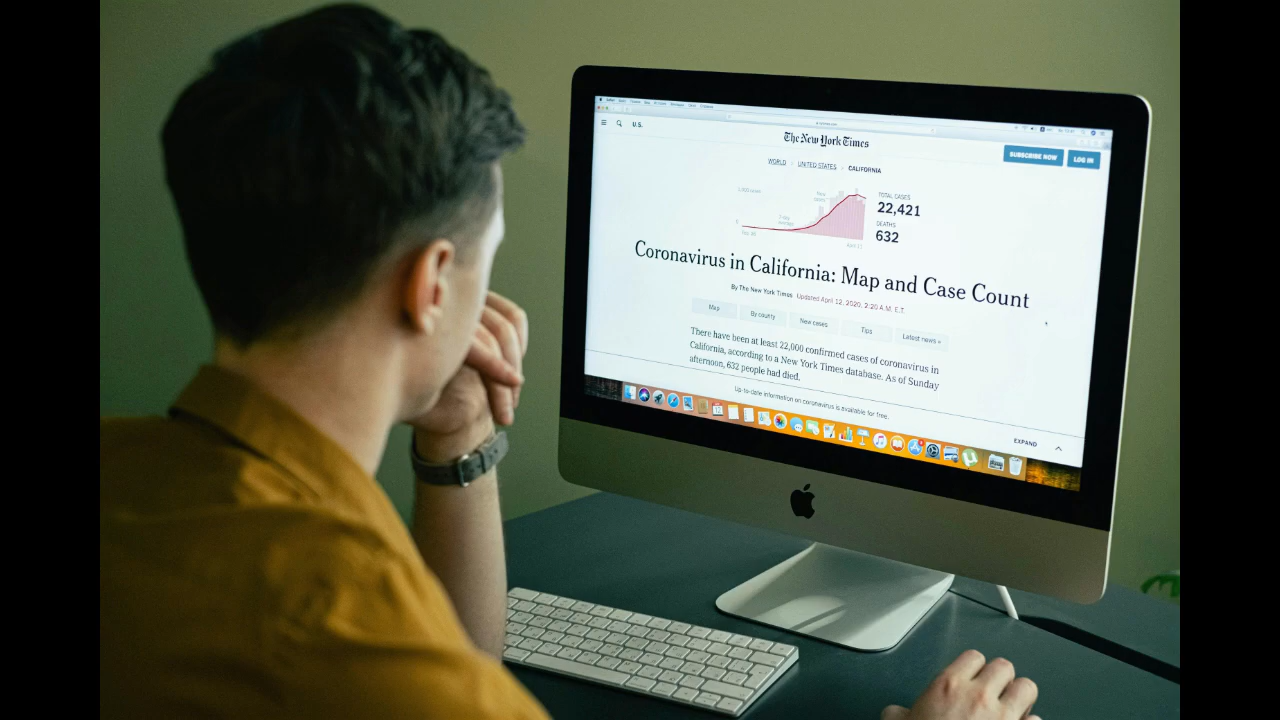 U.S.
The New York Times
SUBSCRIBE NOW
LOG IN
WORLD
UNITED STATES
CALIFORNIA
TOTAL CASES
22,421
DEATHS
632
Coronavirus in California: Map and Case Count
By The New York Times Updated April 12, 2020, 2:20 A.M. E.T.
Map
By county
New cases
Tips
Latest news »
There have been at least 22,000 confirmed cases of coronavirus in
California, according to a New York Times database. As of Sunday
afternoon, 632 people had died.
Up-to-date information on coronavirus is available for free.
EXPAND